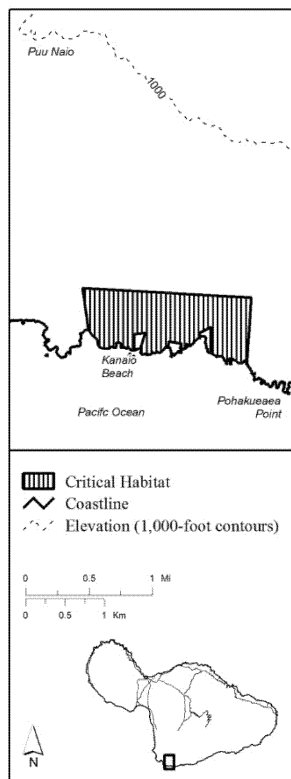 Puu Naio
1000
Kanaio
Beach
Pacifc Ocean
Pohakueaea
Point
Critical Habitat
Coastline
Elevation (1,000-foot contours)
0 0.5 1 Mi
0 0.5 1 Km
N